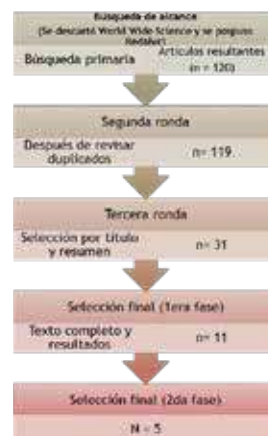 Búsqueda de alcance
(Se descartó World Wide Science y se pospuso
Redalyc)
Búsqueda primaria
Artículos resultantes
(n = 120)
Segunda ronda
Después de revisar
duplicados
n= 119
Tercera ronda
Selección por título
y resumen
n= 31
Selección final (1era fase)
Texto completo y
resultados
n= 11
Selección final (2da fase)
N = 5